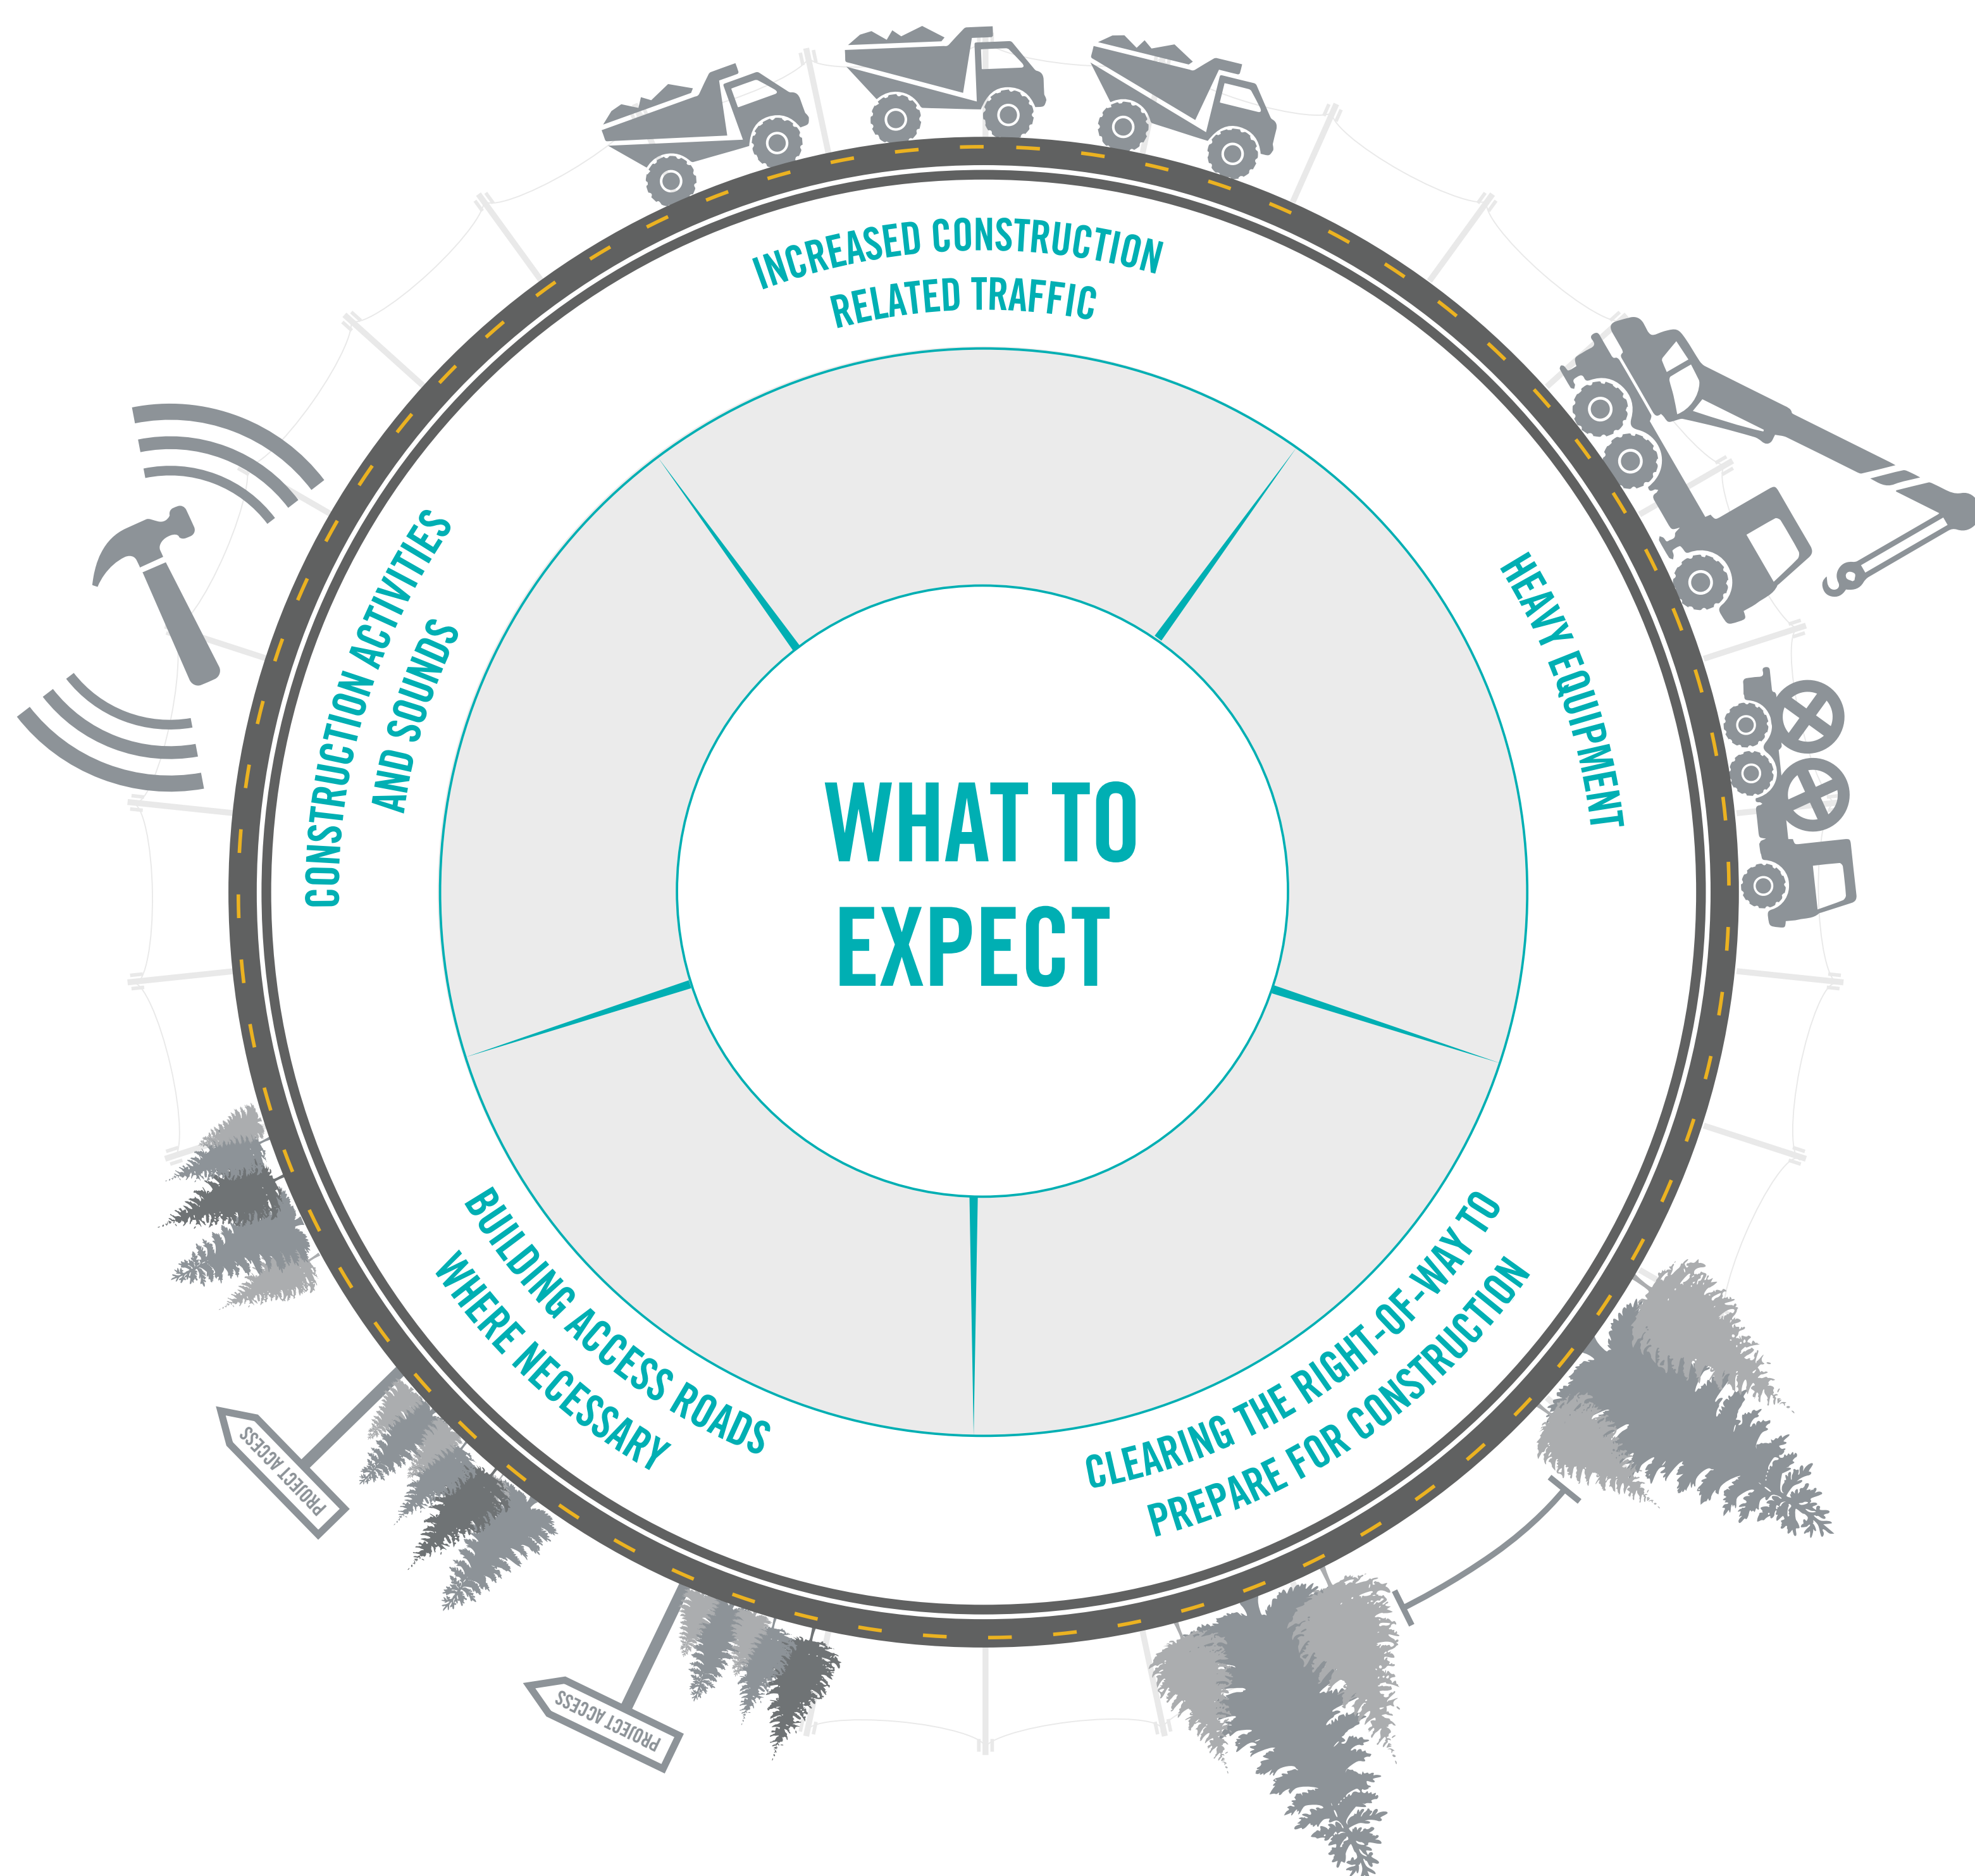 INCREASED CONSTRUCTION
RELATED TRAFFIC
HEAVY EQUIPMENT
CLEARING THE RIGHT-OF-WAY TO
PREPARE FOR CONSTRUCTION
BUILDING ACCESS ROADS
WHERE NECESSARY
CONSTRUCTION ACTIVITIES
AND SOUNDS
WHAT TO
EXPECT
PROJECT ACCESS
PROJECT ACCESS